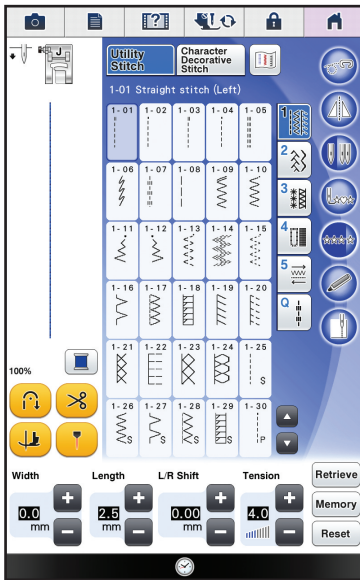 J
Utility
Stitch
Character
Decorative
Stitch
1-01 Straight stitch (Left)
1-01 1-02 1-03 1-04 1-05
1
1-06 1-07 1-08 1-09 1-10
2
3
1-11 1-12 1-13 1-14 1-15
4
5
1-16 1-17 1-18 1-19 1-20
Q
1-21 1-22 1-23 1-24 1-25
S
100%
1-26 1-27 1-28 1-29 1-30
S S S S P
Width Length L/R Shift Tension
Retrieve
0.0 2.5 0.00 4.0
mm mm mm
Memory
Reset